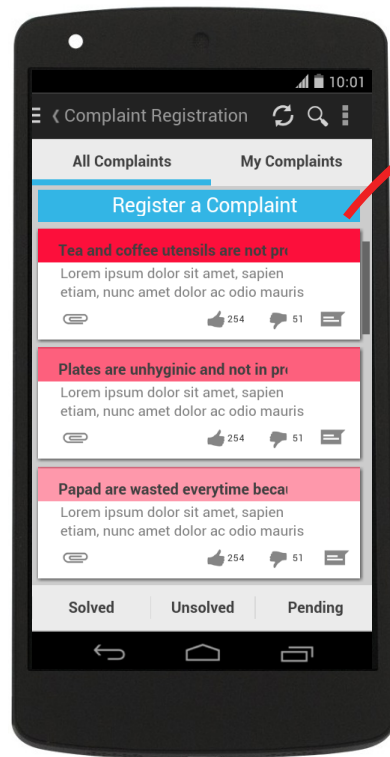 10:01
Complaint Registration
All Complaints My Complaints
Register a Complaint
Tea and coffee utensils are not
Lorem ipsum dolor sit amet, sapien
etiam, nunc amet dolor ac odio mauris
254 51
Plates are unhyginic and not in
Lorem ipsum dolor sit amet, sapien
etiam, nunc amet dolor ac odio mauris
254 51
Papad are wasted everytime
Lorem ipsum dolor sit amet, sapien
etiam, nunc amet dolor ac odio mauris
254 51
Solved Unsolved Pending